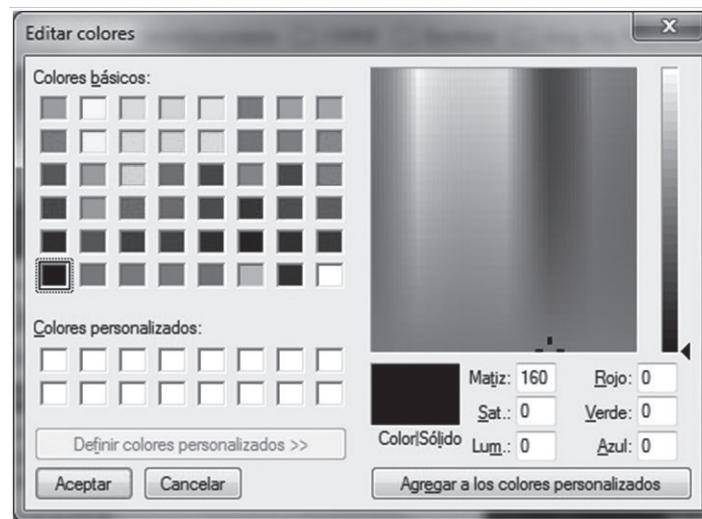 Editar colores
x
Colores básicos:
Colores personalizados:
Definir colores personalizados >>
Aceptar Cancelar
Color|Sólido
Matiz: 160 Rojo: 0
Sat.: 0 Verde: 0
Lum.: 0 Azul: 0
Agregar a los colores personalizados